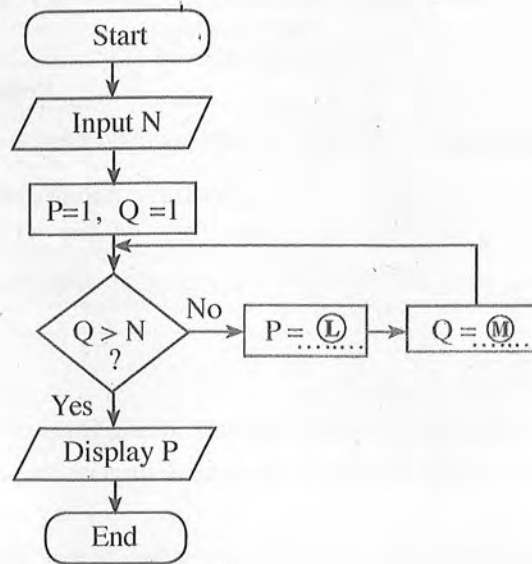 Start
Input N
P=1, Q =1
Q > N
?
No
P = Ⓛ
Q = Ⓜ
Yes
Display P
End